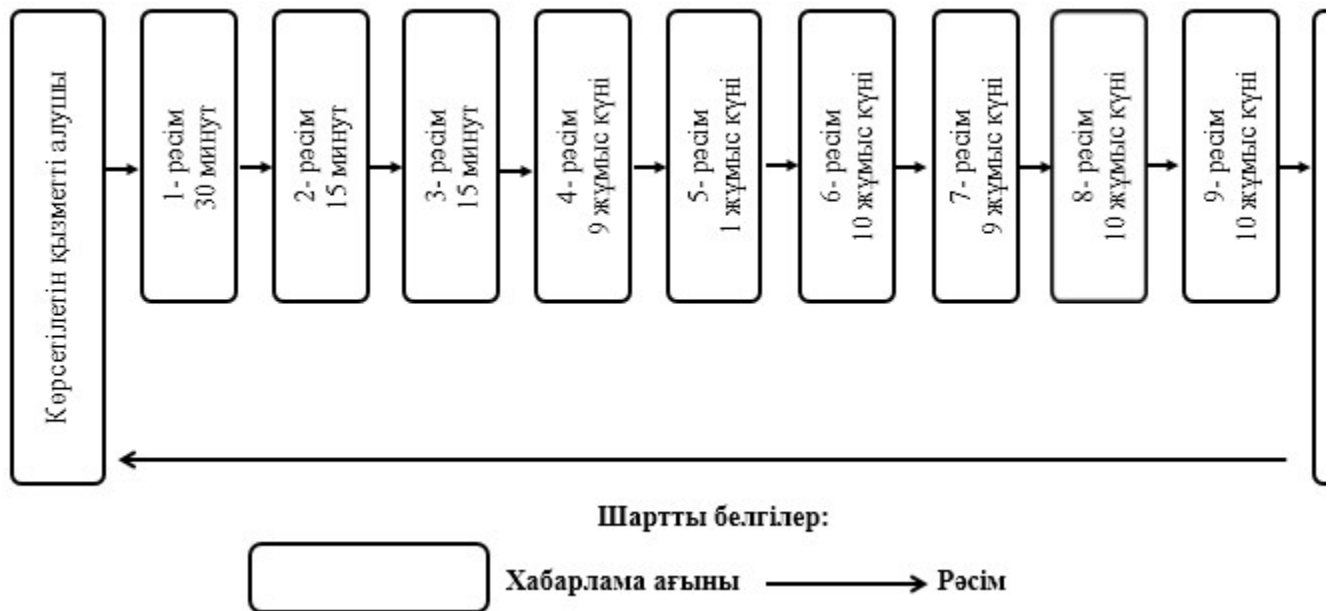 Көрсетілетін қызметті алушы
1- рәсім
30 минут
2- рәсім
15 минут
3- рәсім
15 минут
4- рәсім
9 жұмыс күні
5- рәсім
1 жұмыс күні
6- рәсім
10 жұмыс күні
7- рәсім
9 жұмыс күні
8- рәсім
10 жұмыс күні
9- рәсім
10 жұмыс күні
Шартты белгілер:
Хабарлама ағыны
Рәсім